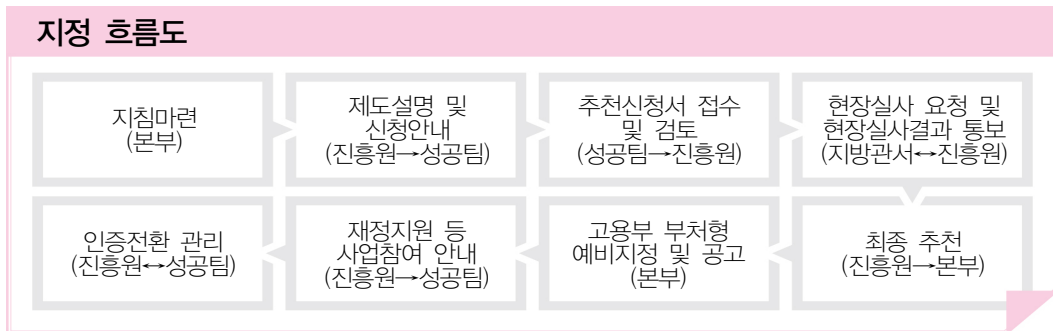 지정 흐름도
지침마련
(본부)
제도설명 및
신청안내
(진흥원→성공팀)
추천신청서 접수
및 검토
(성공팀→진흥원)
현장실사 요청 및
현장실사결과 통보
(지방관서↔진흥원)
인증전환 관리
(진흥원↔성공팀)
재정지원 등
사업참여 안내
(진흥원→성공팀)
고용부 부처형
예비지정 및 공고
(본부)
최종 추천
(진흥원→본부)